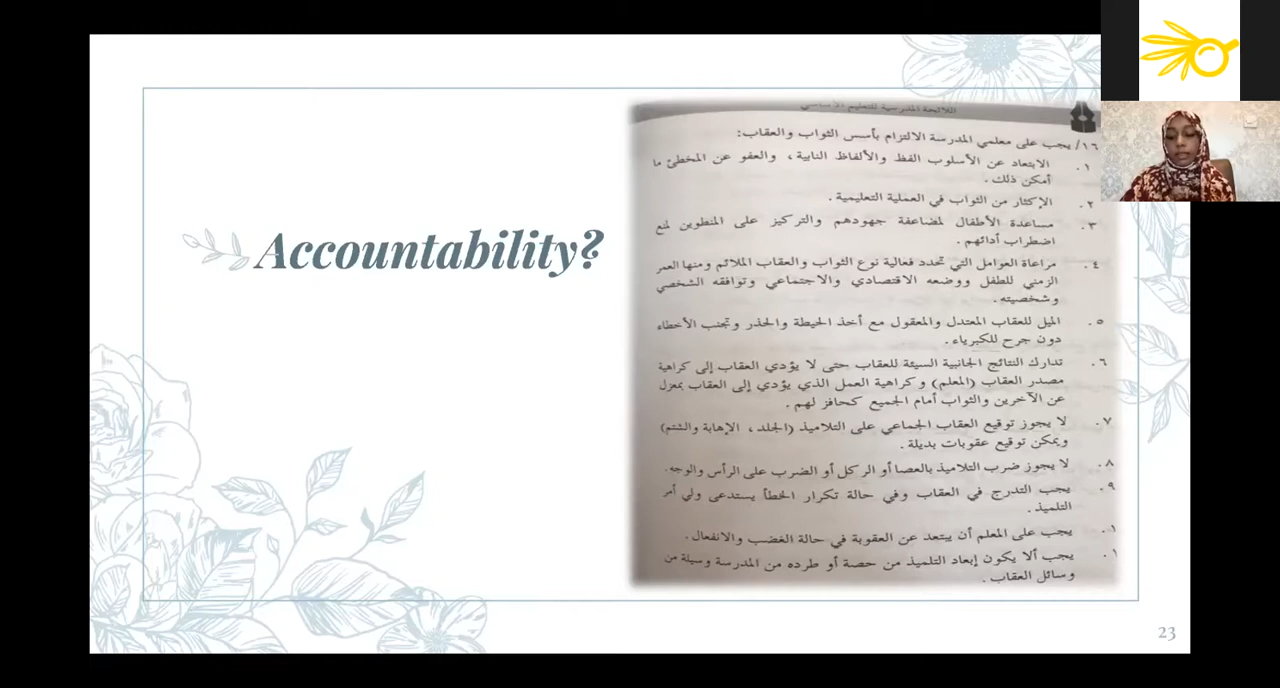 Accountability?
اللائحة المدرسية للتعليم الأساسي
١٦/ يجب على معلمي المدرسة الالتزام بأسس الثواب والعقاب:
١. الابتعاد عن الأسلوب الفظ والألفاظ النابية، والعفو عن المخطئ ما
أمكن ذلك.
٢. الإكثار من الثواب في العملية التعليمية.
٣. مساعدة الأطفال لمضاعفة جهودهم والتركيز على المنطوين لمنع
اضطراب أدائهم.
٤. مراعاة العوامل التي تحدد فعالية نوع الثواب والعقاب الملائم ومنها العمر
الزمني للطفل ووضعه الاقتصادي والاجتماعي وتوافقه الشخصي
وشخصيته.
٥. الميل للعقاب المعتدل والمعقول مع أخذ الحيطة والحذر وتجنب الأخطاء
دون جرح للكبرياء.
٦. تدارك النتائج الجانبية السيئة للعقاب حتى لا يؤدي العقاب إلى كراهية
مصدر العقاب (المعلم) وكراهية العمل الذي يؤدي إلى العقاب بمعزل
عن الآخرين والثواب أمام الجميع كحافز لهم.
٧. لا يجوز توقيع العقاب الجماعي على التلاميذ (الجلد، الإهابة والشتم)
ويمكن توقيع عقوبات بديلة.
٨. لا يجوز ضرب التلاميذ بالعصا أو الركل أو الضرب على الرأس والوجه.
٩. يجب التدرج في العقاب وفي حالة تكرار الخطأ يستدعى ولي أمر
التلميذ.
٠١. يجب على المعلم أن يبتعد عن العقوبة في حالة الغضب والانفعال.
٠١. يجب ألا يكون إبعاد التلميذ من حصة أو طرده من المدرسة وسيلة من
وسائل العقاب.
23